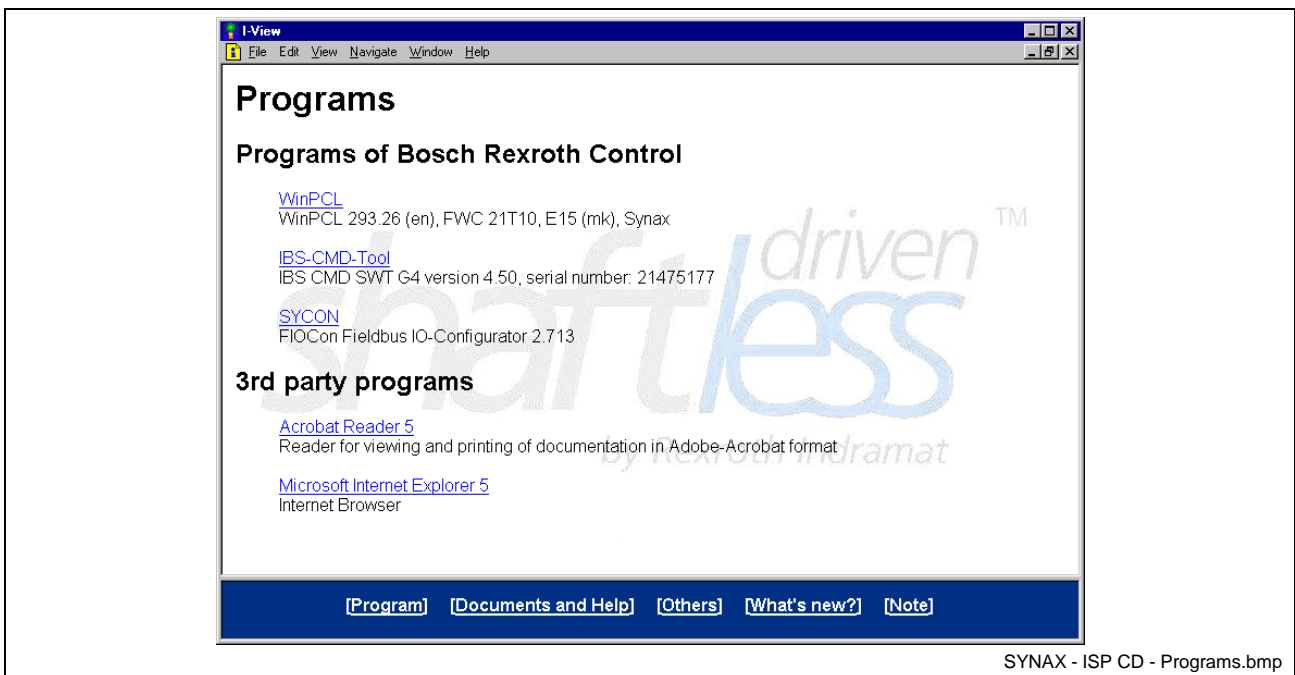 I-View
File Edit View Navigate Window Help
Programs
Programs of Bosch Rexroth Control
WinPCL
WinPCL 293.26 (en), FWC 21T10, E15 (mk), Synax
IBS-CMD-Tool
IBS CMD SWT G4 version 4.50, serial number: 21475177
SYCON
FIOCon Fieldbus IO-Configurator 2.713
3rd party programs
Acrobat Reader 5
Reader for viewing and printing of documentation in Adobe-Acrobat format
Microsoft Internet Explorer 5
Internet Browser
driven TM
shaftless
by Rexroth Indramat
[Program] [Documents and Help] [Others] [What's new?] [Note]
SYNAX - ISP CD - Programs.bmp